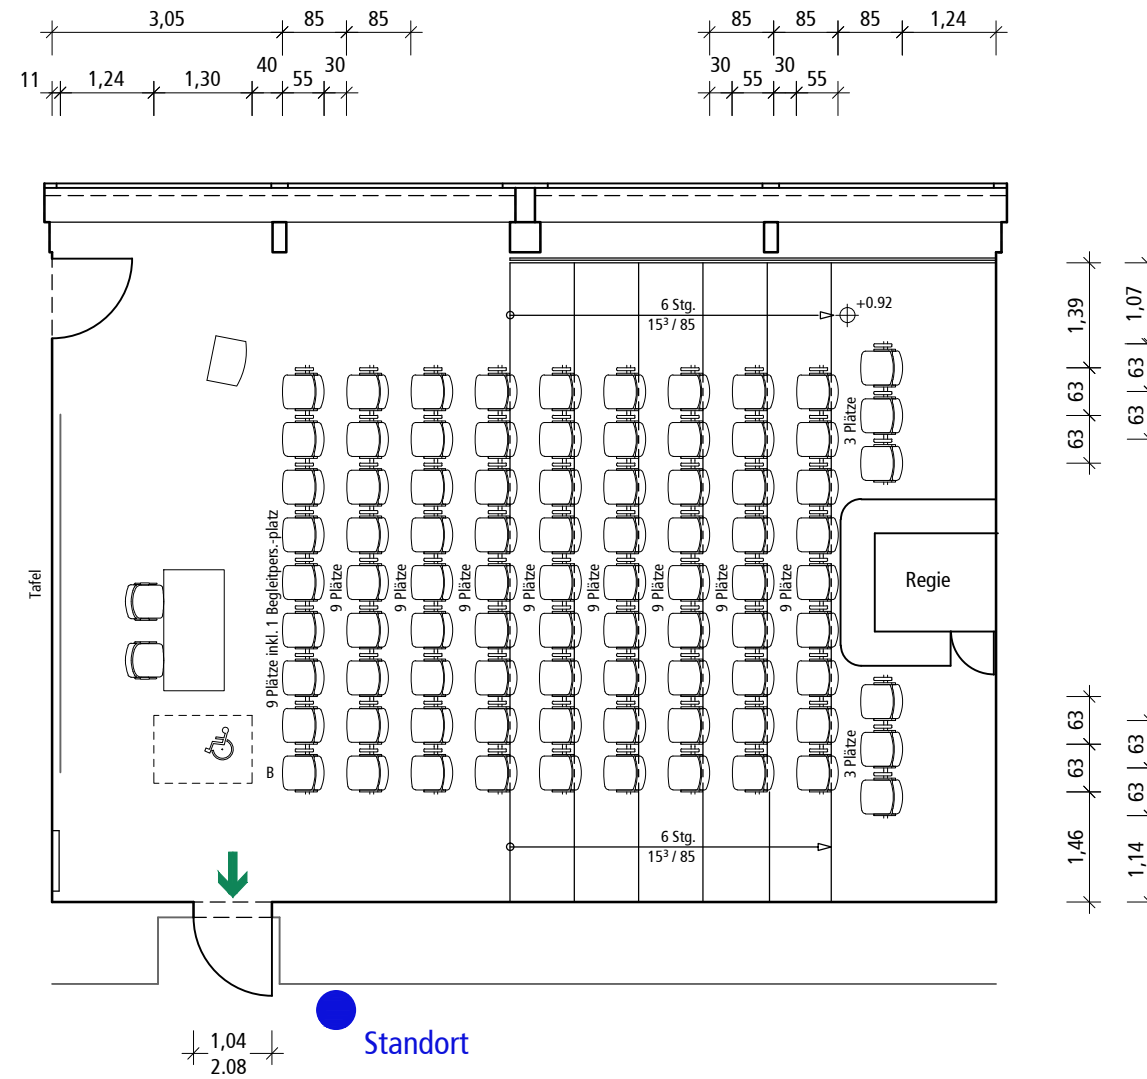 3,05 85 85 85 85 85 1,24
11 1,24 1,30 40 55 30 30 55 30 55
6 Stg.
15³ / 85
+0.92
1,39
63
63
1,07
63
63
3 Plätze
Tafel
9 Plätze inkl. 1 Begleitpers.-platz
9 Plätze
9 Plätze
9 Plätze
9 Plätze
9 Plätze
9 Plätze
9 Plätze
9 Plätze
Regie
B
3 Plätze
63
63
1,46
63
63
1,14
6 Stg.
15³ / 85
Standort
1,04
2,08